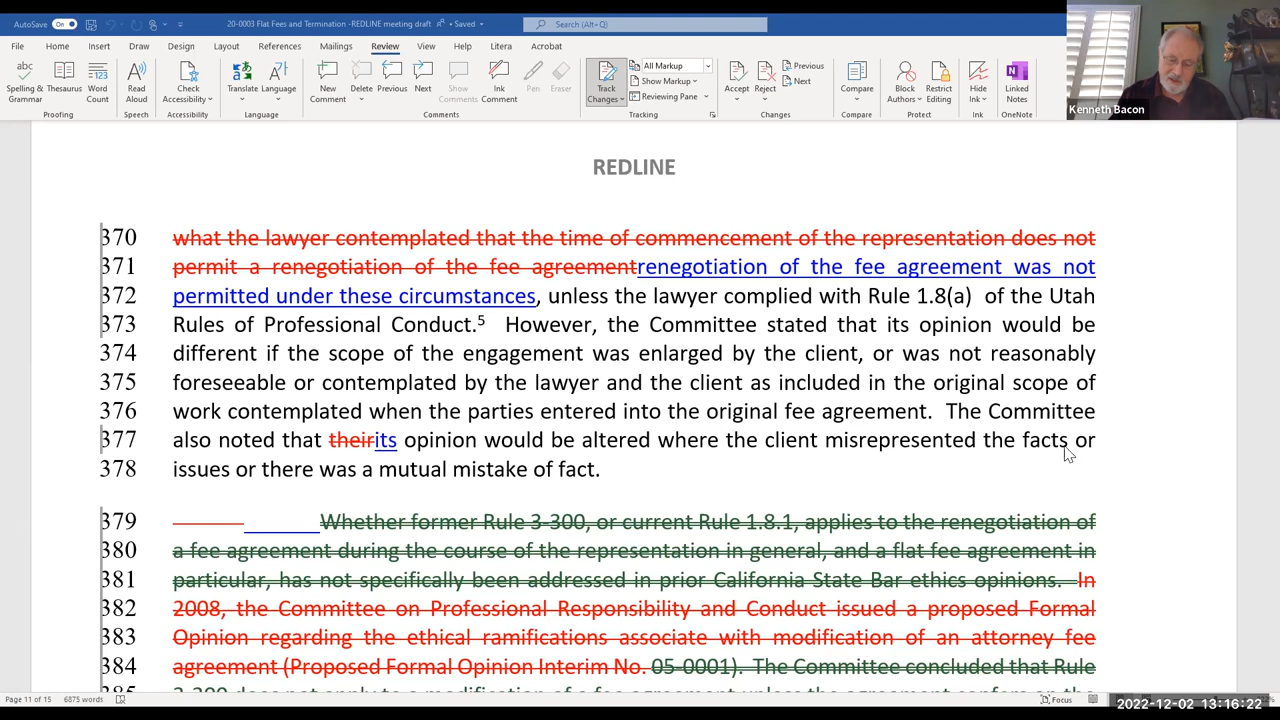 AutoSave On 20-0003 Flat Fees and Termination -REDLINE meeting draft • Saved Search (Alt+Q)
File Home Insert Draw Design Layout References Mailings Review View Help Litera Acrobat
Spelling & Grammar Thesaurus Word Count Read Aloud Check Accessibility Translate Language New Comment Delete Previous Next Show Comments Ink Comment Pen Eraser Track Changes All Markup Show Markup Reviewing Pane Accept Reject Previous Next Compare Block Authors Restrict Editing Hide Ink Linked Notes
Proofing Speech Accessibility Language Comments Tracking Changes Compare Protect Ink OneNote
Kenneth Bacon
REDLINE
370 what the lawyer contemplated that the time of commencement of the representation does not
371 permit a renegotiation of the fee agreementrenegotiation of the fee agreement was not
372 permitted under these circumstances, unless the lawyer complied with Rule 1.8(a) of the Utah
373 Rules of Professional Conduct.5 However, the Committee stated that its opinion would be
374 different if the scope of the engagement was enlarged by the client, or was not reasonably
375 foreseeable or contemplated by the lawyer and the client as included in the original scope of
376 work contemplated when the parties entered into the original fee agreement. The Committee
377 also noted that theirits opinion would be altered where the client misrepresented the facts or
378 issues or there was a mutual mistake of fact.
379 Whether former Rule 3-300, or current Rule 1.8.1, applies to the renegotiation of
380 a fee agreement during the course of the representation in general, and a flat fee agreement in
381 particular, has not specifically been addressed in prior California State Bar ethics opinions. In
382 2008, the Committee on Professional Responsibility and Conduct issued a proposed Formal
383 Opinion regarding the ethical ramifications associate with modification of an attorney fee
384 agreement (Proposed Formal Opinion Interim No. 05-0001). The Committee concluded that Rule
Page 11 of 15 6875 words Focus
2022-12-02 13:16:22